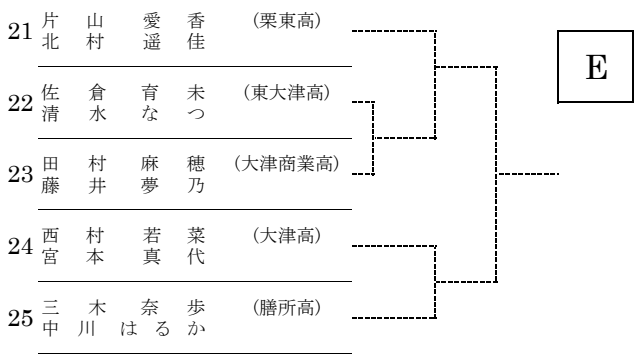 21 片山 愛香 (栗東高)
北村 遥佳
22 佐倉 育未 (東大津高)
清水 なつ
23 田村 麻穂 (大津商業高)
藤井 夢乃
24 西村 若菜 (大津高)
宮本 真代
25 三木 奈歩 (膳所高)
中川 はるか
E